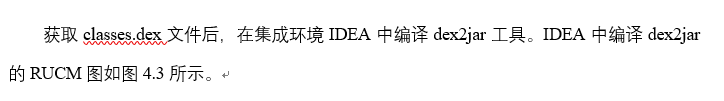 获取 classes.dex 文件后，在集成环境 IDEA 中编译 dex2jar 工具。IDEA 中编译 dex2jar
的 RUCM 图如图 4.3 所示。